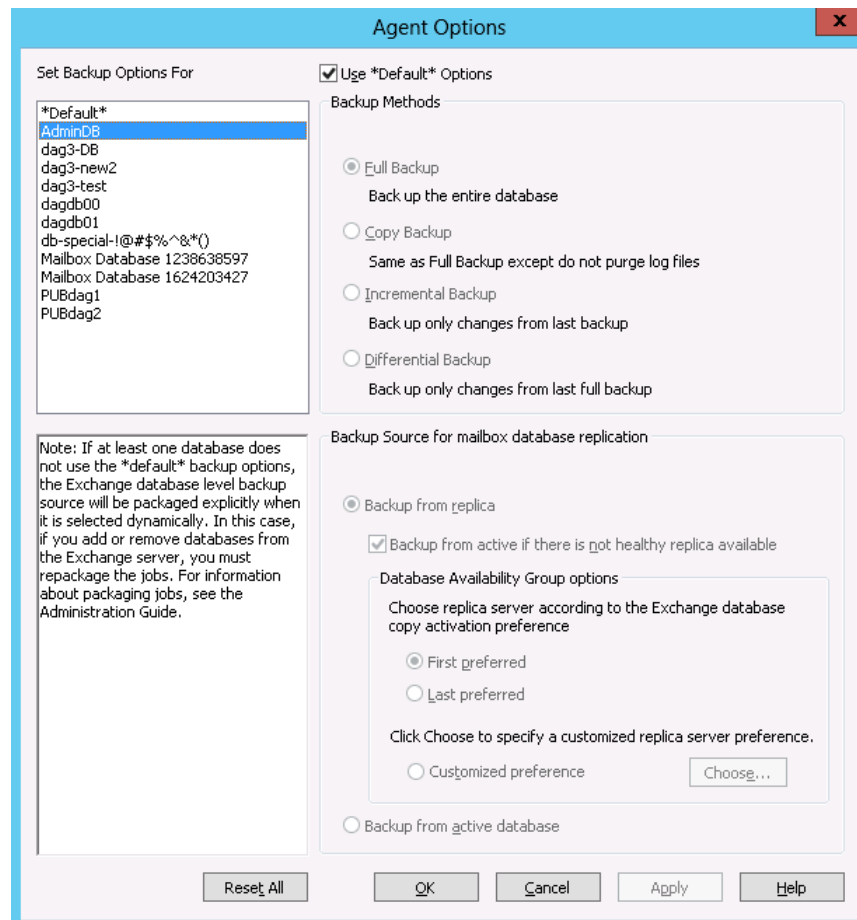 Agent Options
x
Set Backup Options For
Use *Default* Options
*Default*
AdminDB
dag3-DB
dag3-new2
dag3-test
dagdb00
dagdb01
db-special-!@#$%^&*()
Mailbox Database 1238638597
Mailbox Database 1624203427
PUBdag1
PUBdag2
Backup Methods
Full Backup
Back up the entire database
Copy Backup
Same as Full Backup except do not purge log files
Incremental Backup
Back up only changes from last backup
Differential Backup
Back up only changes from last full backup
Note: If at least one database does
not use the *default* backup options,
the Exchange database level backup
source will be packaged explicitly when
it is selected dynamically. In this case,
if you add or remove databases from
the Exchange server, you must
repackage the jobs. For information
about packaging jobs, see the
Administration Guide.
Backup Source for mailbox database replication
Backup from replica
Backup from active if there is not healthy replica available
Database Availability Group options
Choose replica server according to the Exchange database
copy activation preference
First preferred
Last preferred
Click Choose to specify a customized replica server preference.
Customized preference
Choose...
Backup from active database
Reset All
OK
Cancel
Apply
Help